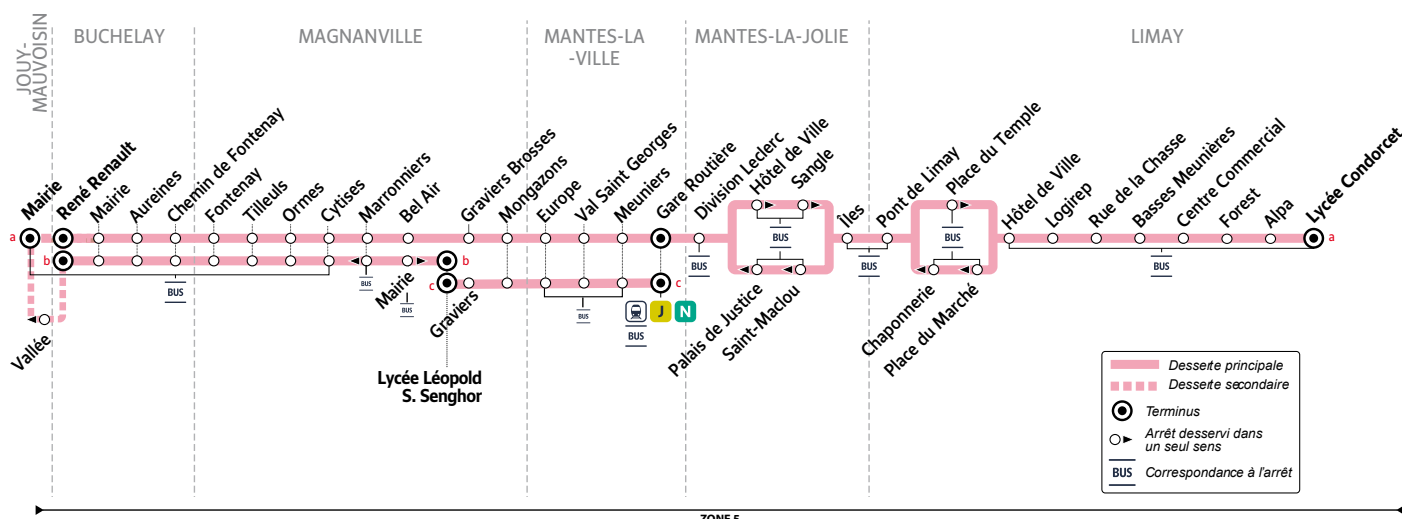 JOUY-
MAUVOISIN
BUCHELAY
MAGNANVILLE
MANTES-LA
-VILLE
MANTES-LA-JOLIE
LIMAY
Mairie
René Renault
Mairie
Aureines
Chemin de Fontenay
Fontenay
Tilleuls
Ormes
Cytises
Marronniers
Bel Air
Graviers Brosses
Mongazons
Europe
Val Saint Georges
Meuniers
Gare Routière
Division Leclerc
Hôtel de Ville
Sangle
Îles
Pont de Limay
Place du Temple
Hôtel de Ville
Logirep
Rue de la Chasse
Basses Meunières
Centre Commercial
Forest
Alpa
Lycée Condorcet
a
a
BUS
BUS
BUS
BUS
BUS
b
b
BUS
BUS
Mairie
BUS
c
c
Graviers
BUS
J
N
BUS
Vallée
Palais de Justice
Saint-Maclou
Chaponnerie
Place du Marché
Lycée Léopold
S. Senghor
Desserte principale
Desserte secondaire
Terminus
Arrêt desservi dans
un seul sens
BUS
Correspondance à l'arrêt
ZONE 5